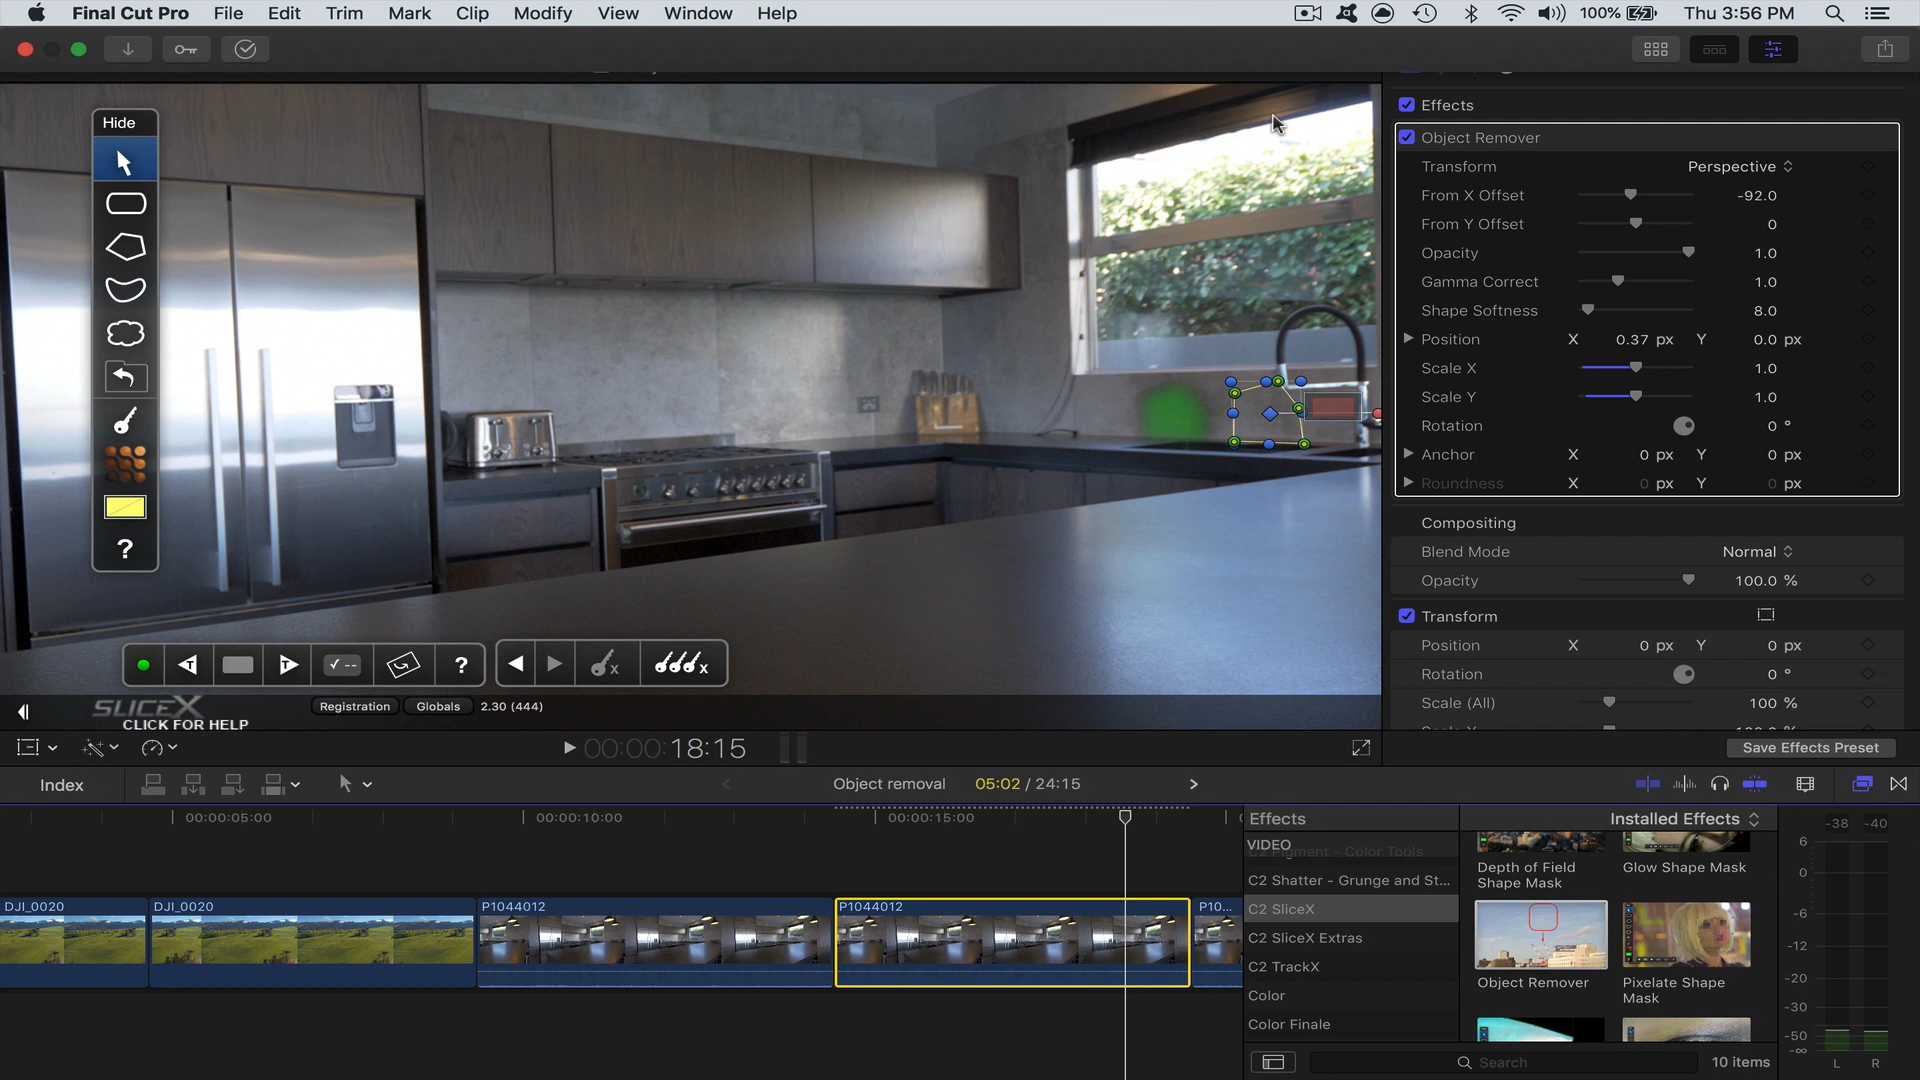 Final Cut Pro File Edit Trim Mark Clip Modify View Window Help 100% Thu 3:56 PM
Hide
?
?
SLICEX
CLICK FOR HELP
Registration Globals 2.30 (444)
Effects
Object Remover
Transform Perspective
From X Offset -92.0
From Y Offset 0
Opacity 1.0
Gamma Correct 1.0
Shape Softness 8.0
Position X 0.37 px Y 0.0 px
Scale X 1.0
Scale Y 1.0
Rotation 0 °
Anchor X 0 px Y 0 px
Roundness X 0 px Y 0 px
Compositing
Blend Mode Normal
Opacity 100.0 %
Transform
Position X 0 px Y 0 px
Rotation 0 °
Scale (All) 100 %
Save Effects Preset
00:00:18:15
Index
Object removal 05:02 / 24:15
00:00:05:00 00:00:10:00 00:00:15:00
DJI_0020 DJI_0020 P1044012 P1044012 P10...
Effects
VIDEO
C2 Pigment - Color Tools
C2 Shatter - Grunge and St...
C2 SliceX
C2 SliceX Extras
C2 TrackX
Color
Color Finale
Installed Effects
Depth of Field
Shape Mask
Glow Shape Mask
Object Remover
Pixelate Shape
Mask
Search
10 items
-38 -40
6
0
-6
-12
-20
-30
-50
-∞
L R